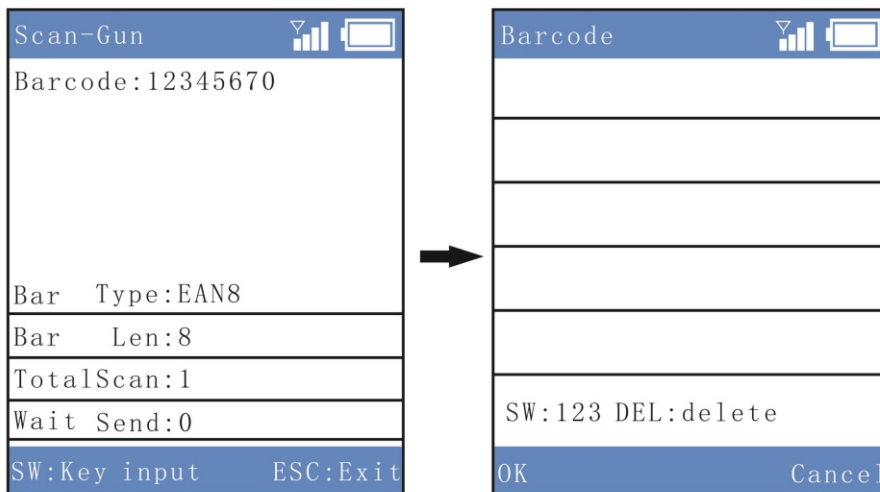 Scan-Gun
Barcode:12345670
Bar Type:EAN8
Bar Len:8
TotalScan:1
Wait Send:0
SW:Key input ESC:Exit
Barcode
SW:123 DEL:delete
OK Cancel